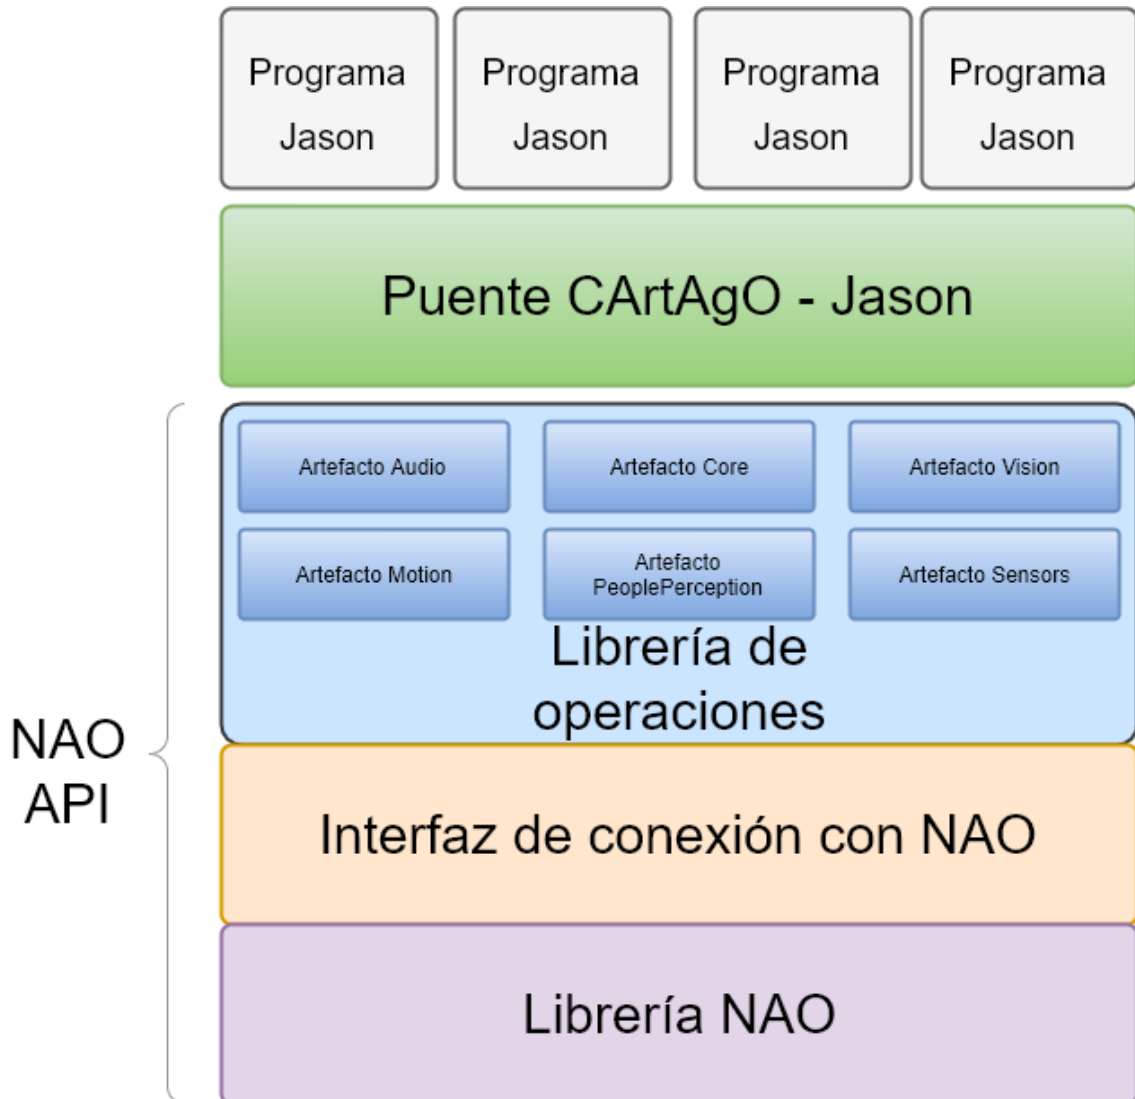 Programa
Jason
Programa
Jason
Programa
Jason
Programa
Jason
Puente CArtAgO - Jason
Artefacto Audio
Artefacto Core
Artefacto Vision
Artefacto Motion
Artefacto
PeoplePerception
Artefacto Sensors
Librería de
operaciones
NAO
API
Interfaz de conexión con NAO
Librería NAO